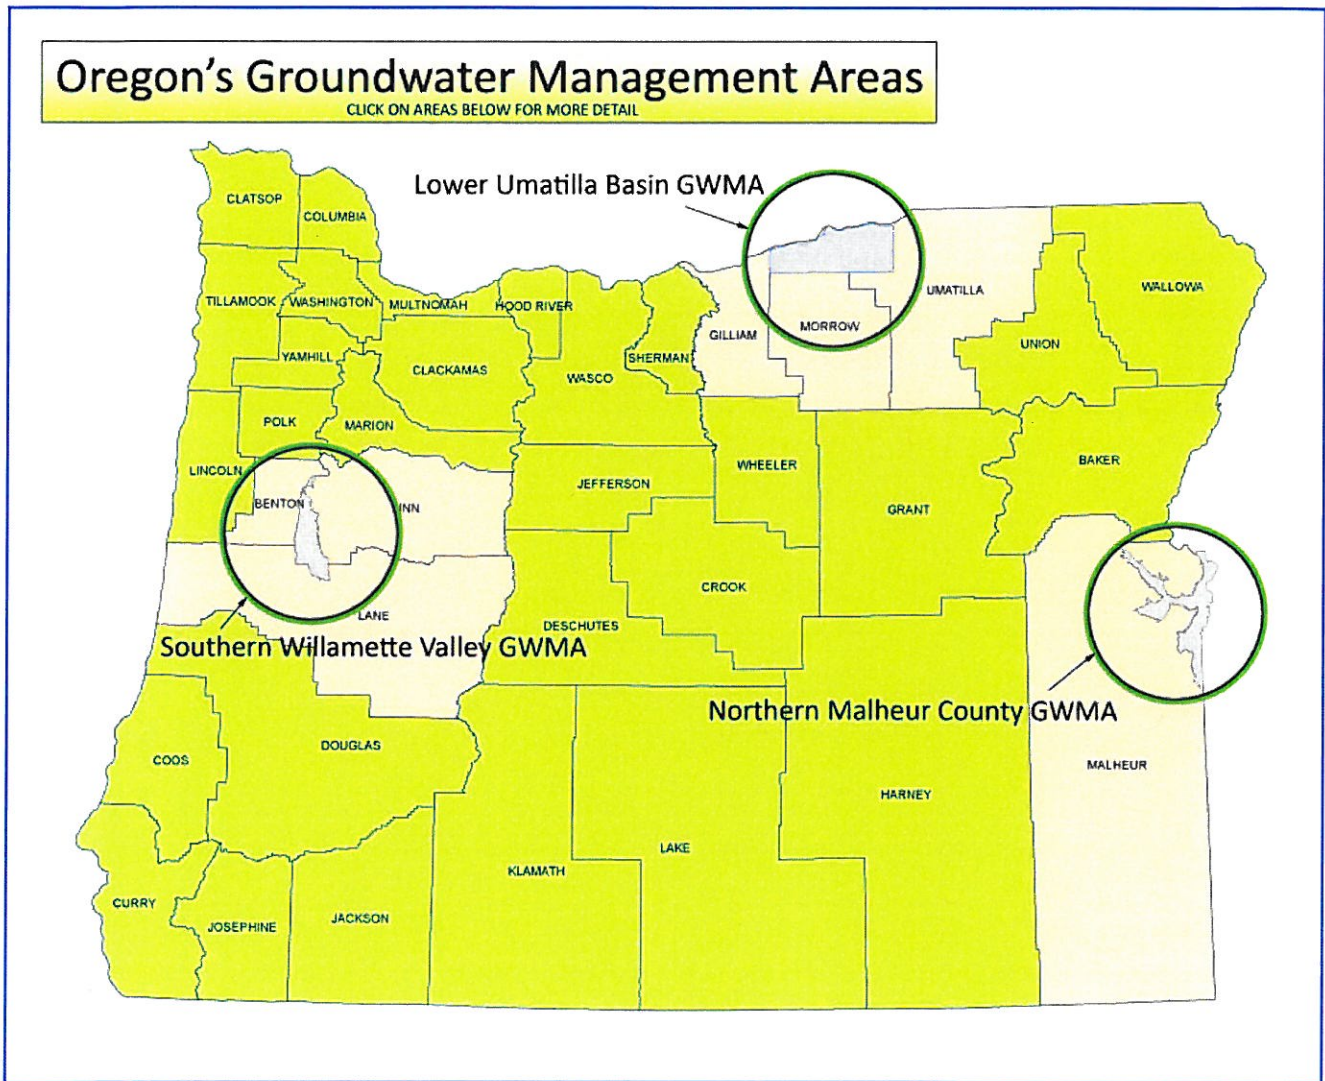 Oregon's Groundwater Management Areas
CLICK ON AREAS BELOW FOR MORE DETAIL
Lower Umatilla Basin GWMA
CLATSOP
COLUMBIA
TILLAMOOK
WASHINGTON
MULTNOMAH
HOOD RIVER
UMATILLA
WALLOWA
GILLIAM
MORROW
UNION
YAMHILL
CLACKAMAS
WASCO
SHERMAN
POLK
MARION
LINCOLN
BENTON
INN
JEFFERSON
WHEELER
GRANT
BAKER
CROOK
LANE
DESCHUTES
Southern Willamette Valley GWMA
Northern Malheur County GWMA
COOS
DOUGLAS
MALHEUR
HARNEY
LAKE
KLAMATH
CURRY
JOSEPHINE
JACKSON